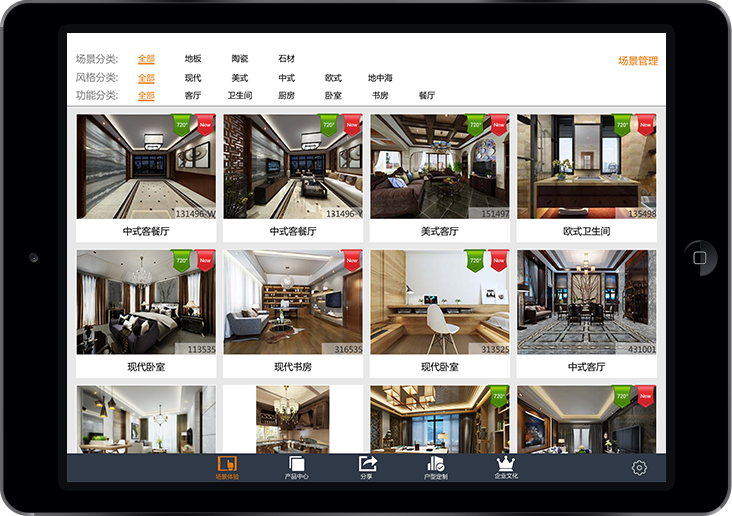 场景分类: 全部 地板 陶瓷 石材
场景管理
风格分类: 全部 现代 美式 中式 欧式 地中海
功能分类: 全部 客厅 卫生间 厨房 卧室 书房 餐厅
720° New 720° New 720° New 720° New
131496-W 131496-Y 151497 135498
中式客餐厅 中式客餐厅 美式客厅 欧式卫生间
720° New New 720° New
113535 316535 313525 431001
现代卧室 现代书房 现代卧室 中式客厅
720° 720° New
场景体验 产品中心 分享 户型定制 企业文化